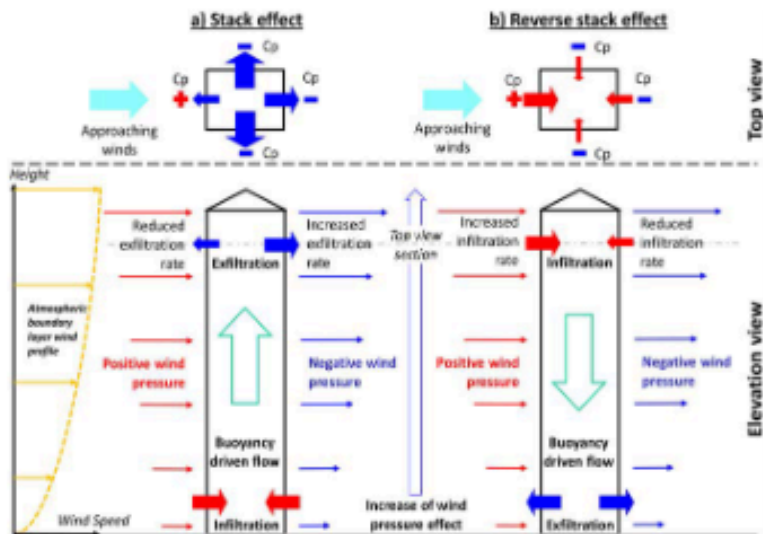 a) Stack effect
b) Reverse stack effect
Cp
Cp
Cp
Cp
Approaching
winds
Cp
Cp
Cp
Cp
Approaching
winds
Top view
Height
Reduced
exfiltration
rate
Increased
exfiltration
rate
Exfiltration
Top view
section
Increased
infiltration
rate
Reduced
infiltration
rate
Infiltration
Atmospheric
boundary
layer wind
profile
Positive wind
pressure
Negative wind
pressure
Positive wind
pressure
Negative wind
pressure
Elevation view
Buoyancy
driven flow
Buoyancy
driven flow
Increase of wind
pressure effect
Wind Speed
Infiltration
Exfiltration